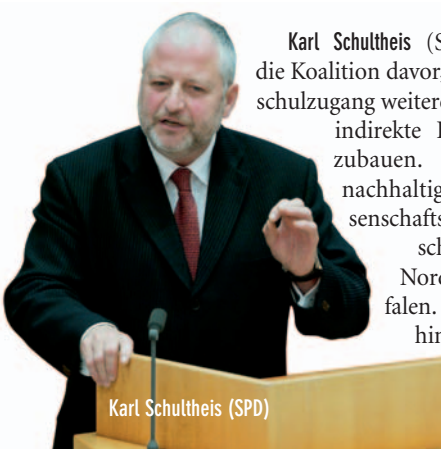 Karl Schultheis (S
die Koalition davor,
schulzugang weitere
indirekte
zubauen.
nachhaltig
senschafts
sch
Nord
falen.
hin
Karl Schultheis (SPD)